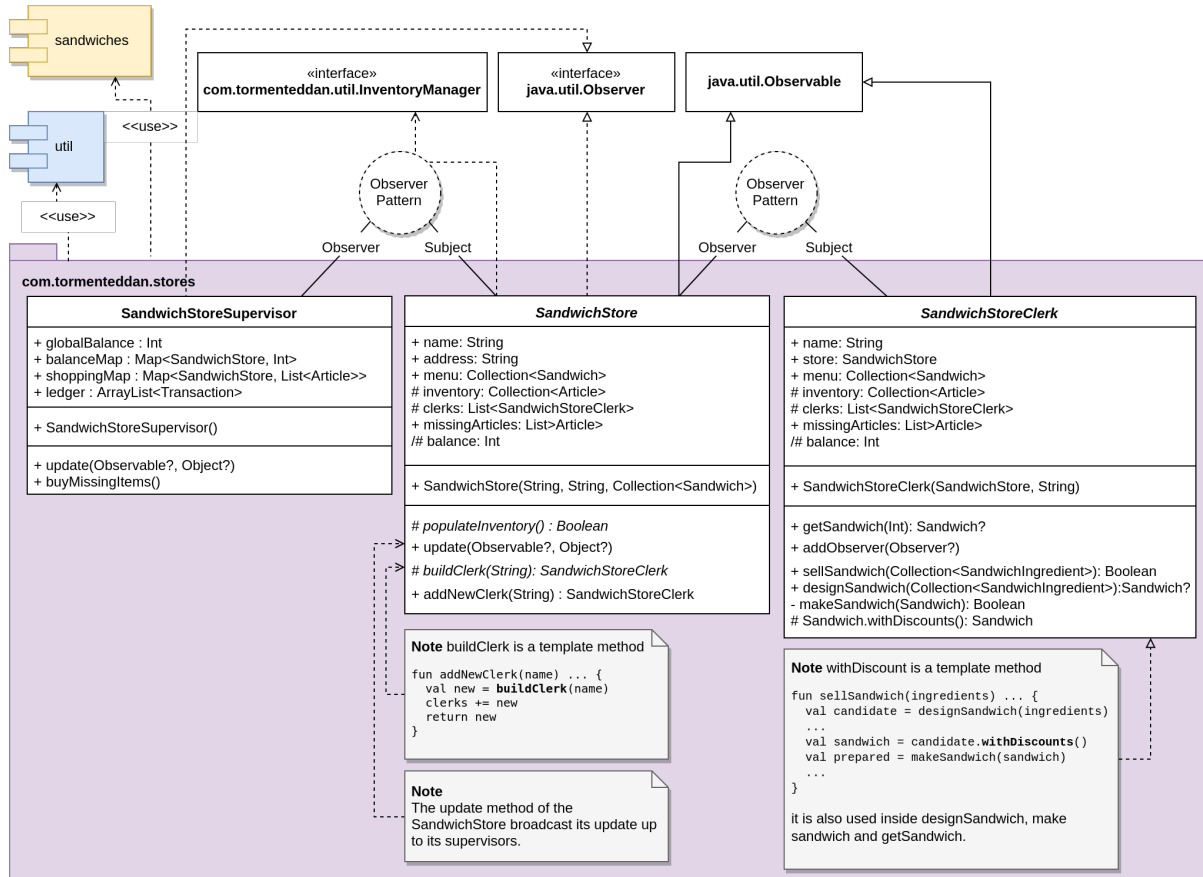 sandwiches
<<use>>
util
<<use>>
«interface»
com.tormenteddan.util.InventoryManager
«interface»
java.util.Observer
java.util.Observable
Observer
Pattern
Observer
Subject
Observer
Pattern
Observer
Subject
com.tormenteddan.stores
SandwichStoreSupervisor
+ globalBalance : Int
+ balanceMap : Map<SandwichStore, Int>
+ shoppingMap : Map<SandwichStore, List<Article>>
+ ledger : ArrayList<Transaction>
+ SandwichStoreSupervisor()
+ update(Observable?, Object?)
+ buyMissingItems()
SandwichStore
+ name: String
+ address: String
+ menu: Collection<Sandwich>
# inventory: Collection<Article>
# clerks: List<SandwichStoreClerk>
+ missingArticles: List>Article>
/# balance: Int
+ SandwichStore(String, String, Collection<Sandwich>)
# populateInventory() : Boolean
+ update(Observable?, Object?)
# buildClerk(String): SandwichStoreClerk
+ addNewClerk(String) : SandwichStoreClerk
SandwichStoreClerk
+ name: String
+ store: SandwichStore
+ menu: Collection<Sandwich>
# inventory: Collection<Article>
# clerks: List<SandwichStoreClerk>
+ missingArticles: List>Article>
/# balance: Int
+ SandwichStoreClerk(SandwichStore, String)
+ getSandwich(Int): Sandwich?
+ addObserver(Observer?)
+ sellSandwich(Collection<SandwichIngredient>): Boolean
+ designSandwich(Collection<SandwichIngredient>):Sandwich?
- makeSandwich(Sandwich): Boolean
# Sandwich.withDiscounts(): Sandwich
Note buildClerk is a template method
fun addNewClerk(name) ... {
val new = buildClerk(name)
clerks += new
return new
}
Note
The update method of the
SandwichStore broadcast its update up
to its supervisors.
Note withDiscount is a template method
fun sellSandwich(ingredients) ... {
val candidate = designSandwich(ingredients)
...
val sandwich = candidate.withDiscounts()
val prepared = makeSandwich(sandwich)
...
}
it is also used inside designSandwich, make
sandwich and getSandwich.